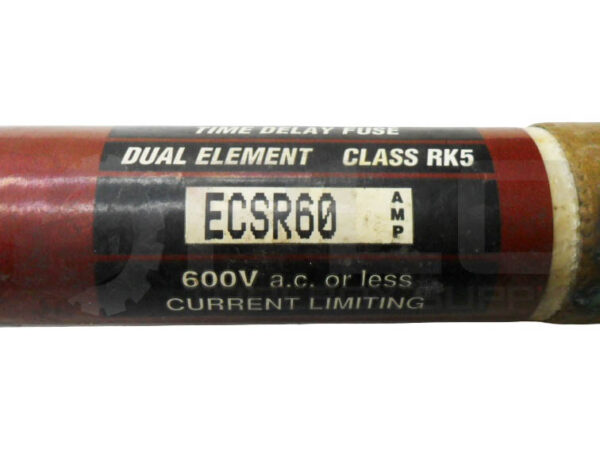 TIME DELAY FUSE
DUAL ELEMENT CLASS RK5
ECSR60 AMP
600V a.c. or less
CURRENT LIMITING